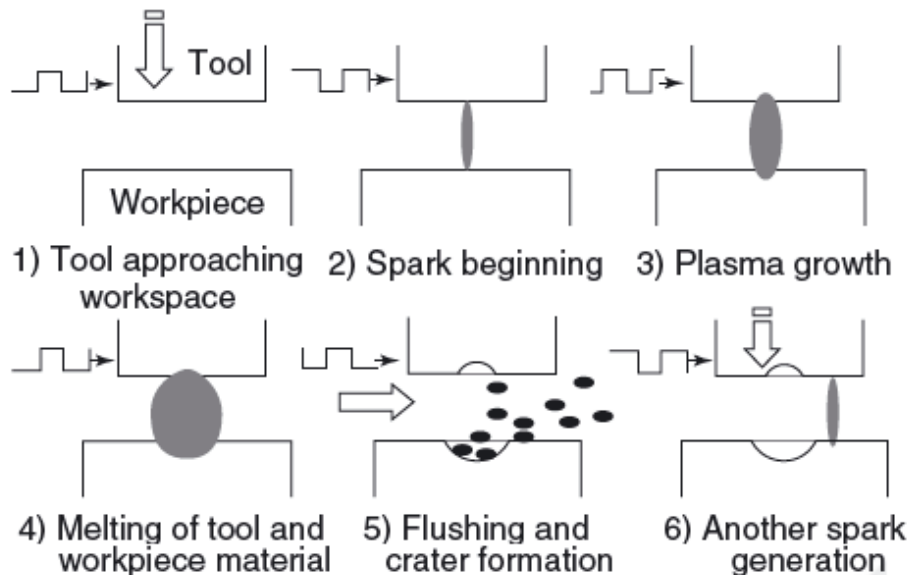 Tool
Workpiece
1) Tool approaching
workspace
2) Spark beginning
3) Plasma growth
4) Melting of tool and
workpiece material
5) Flushing and
crater formation
6) Another spark
generation